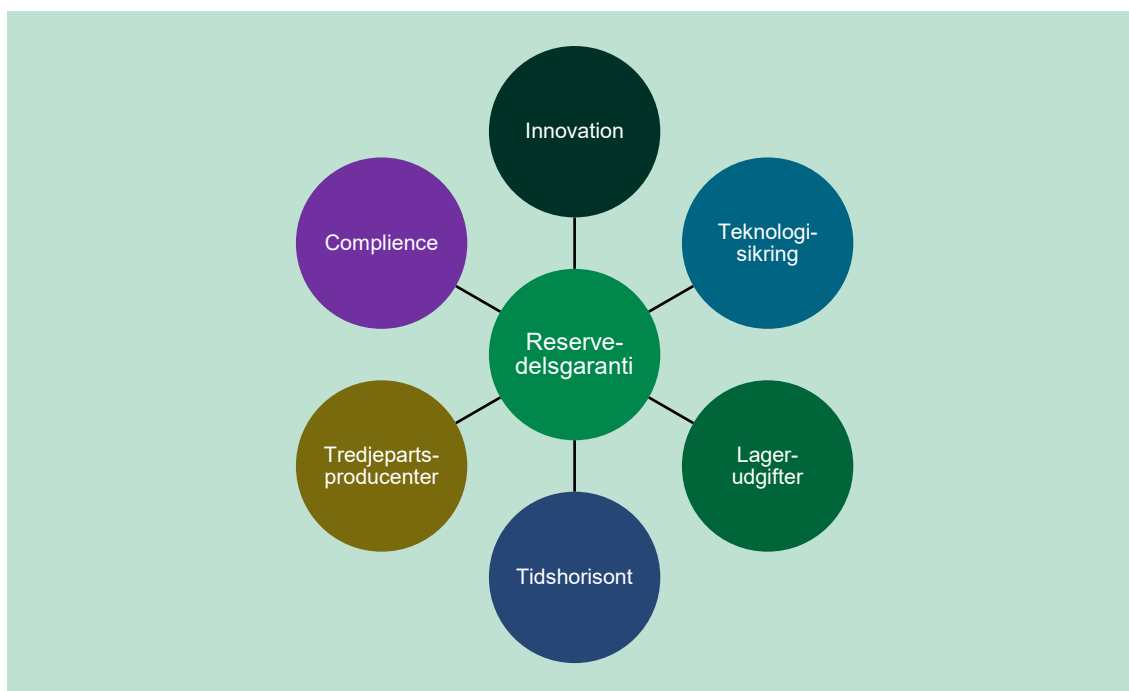 Innovation
Teknologi-
sikring
Complience
Reserve-
delsgaranti
Tredjeparts-
producenter
Lager-
udgifter
Tidshorisont